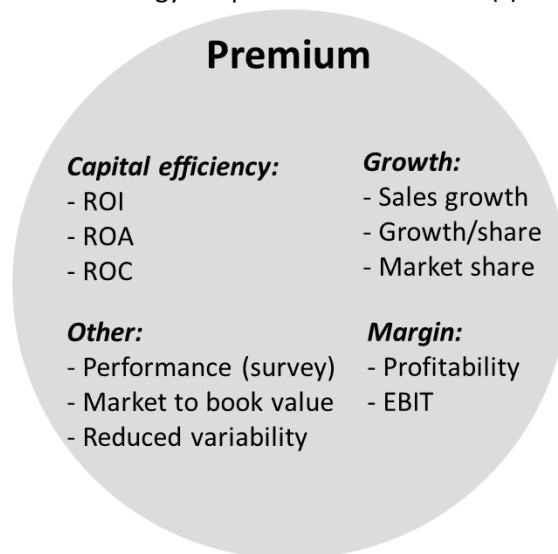 Premium
Capital efficiency:
- ROI
- ROA
- ROC
Growth:
- Sales growth
- Growth/share
- Market share
Other:
- Performance (survey)
- Market to book value
- Reduced variability
Margin:
- Profitability
- EBIT